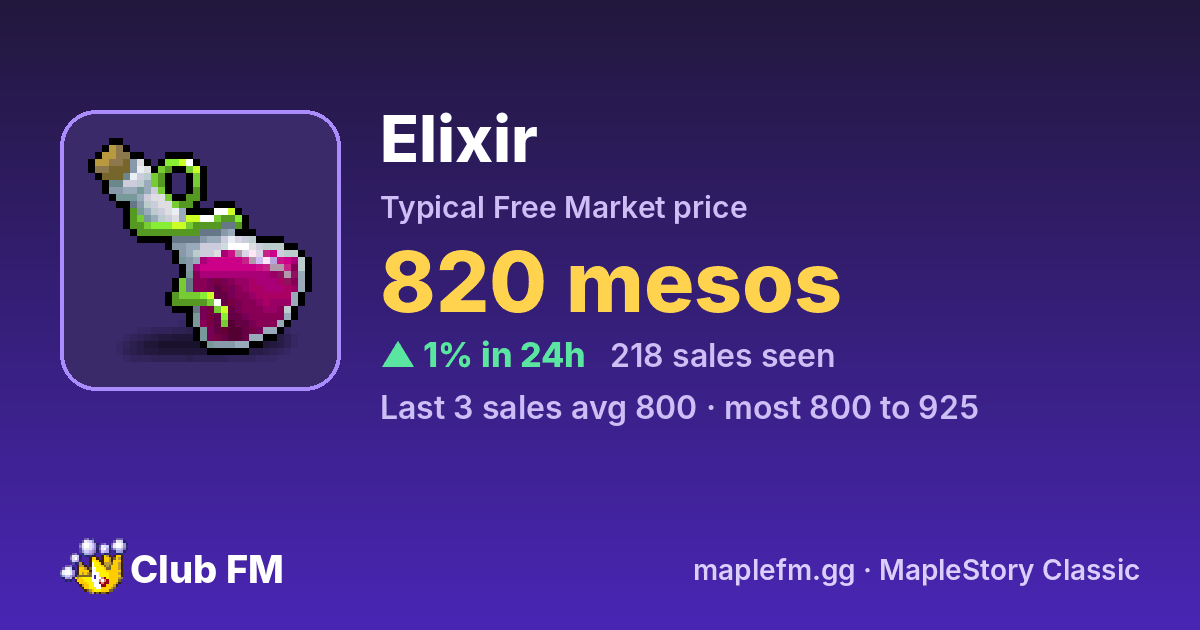 Elixir
Typical Free Market price
820 mesos
▲ 1% in 24h 218 sales seen
Last 3 sales avg 800 · most 800 to 925
Club FM
maplefm.gg · MapleStory Classic